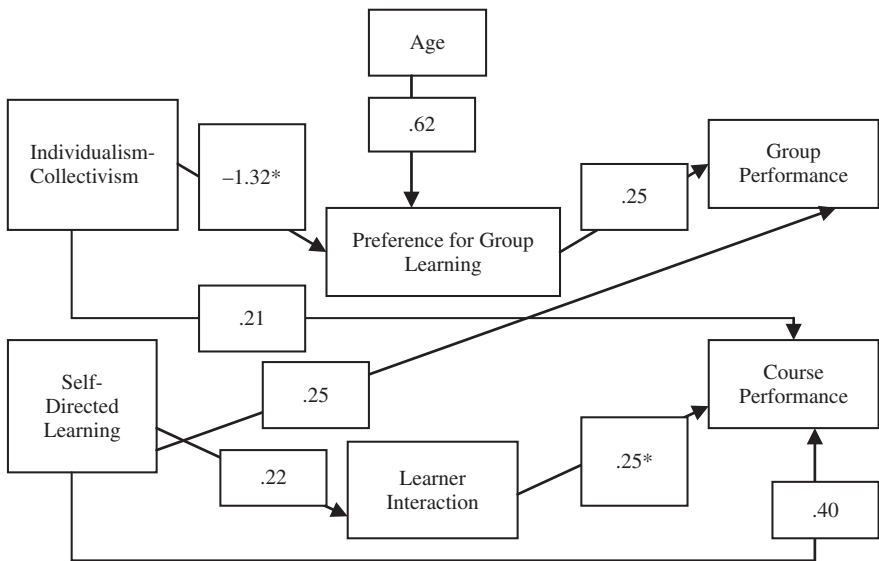 Age
.62
Individualism-
Collectivism
–1.32*
Group
Performance
.25
Preference for Group
Learning
.21
Self-
Directed
Learning
.25
Course
Performance
.22
Learner
Interaction
.25*
.40